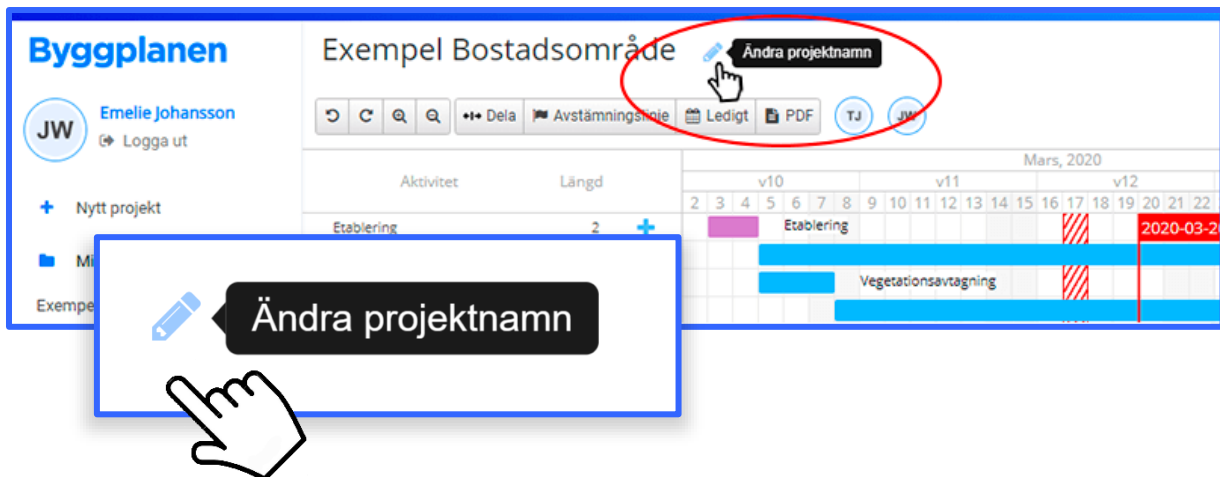 Byggplanen
Exempel Bostadsområde
Ändra projektnamn
JW
Emelie Johansson
Logga ut
Dela
Avstämningslinje
Ledigt
PDF
TJ
JW
Nytt projekt
Aktivitet
Längd
Mars, 2020
v10
v11
v12
2 3 4 5 6 7 8 9 10 11 12 13 14 15 16 17 18 19 20 21 22
Etablering
2
Etablering
2020-03-20
Mi
Vegetationsavtagning
Exempe
Ändra projektnamn